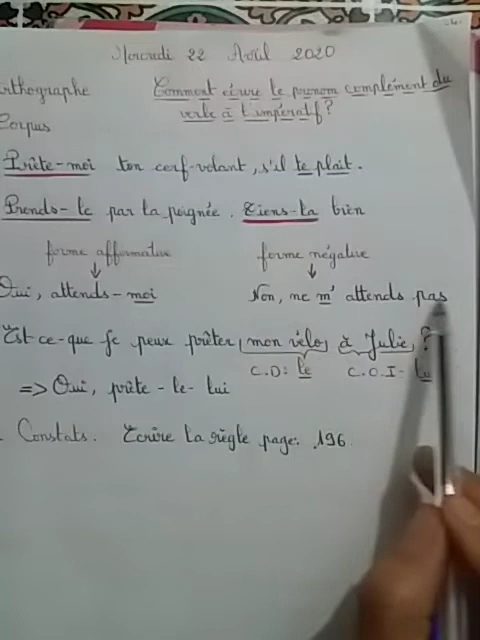 Mercredi 22 Avril 2020
orthographe Comment écrire le pronom complément du
verbe à l'impératif?
Corpus
Prête-moi ton cerf-volant, s'il te plaît.
Prends-le par la poignée. Tiens-la bien
forme affirmative forme négative
Oui, attends-moi Non, ne m'attends pas
Est ce-que je peux prêter mon vélo à Julie?
C.D: le C.O.I- lu
=> Oui, prête-le-lui
. Constats. Ecrire la règle page: 196